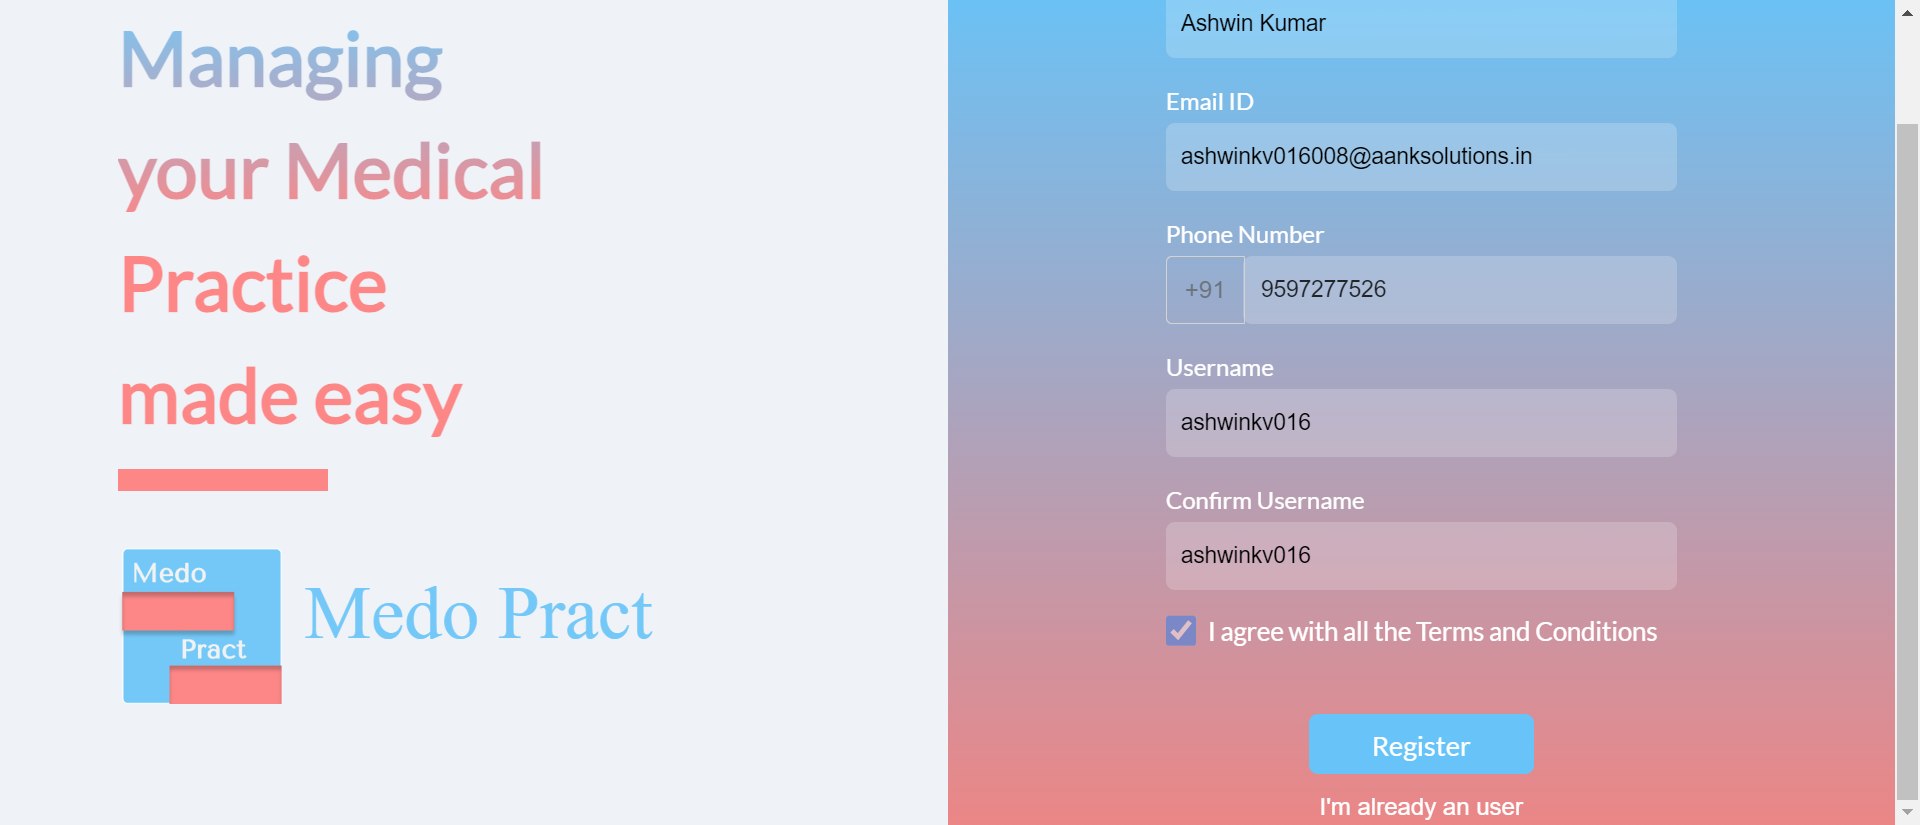 Managing
your Medical
Practice
made easy
Medo
Pract
Medo Pract
Ashwin Kumar
Email ID
ashwinkv016008@aanksolutions.in
Phone Number
+91 9597277526
Username
ashwinkv016
Confirm Username
ashwinkv016
I agree with all the Terms and Conditions
Register
I'm already an user